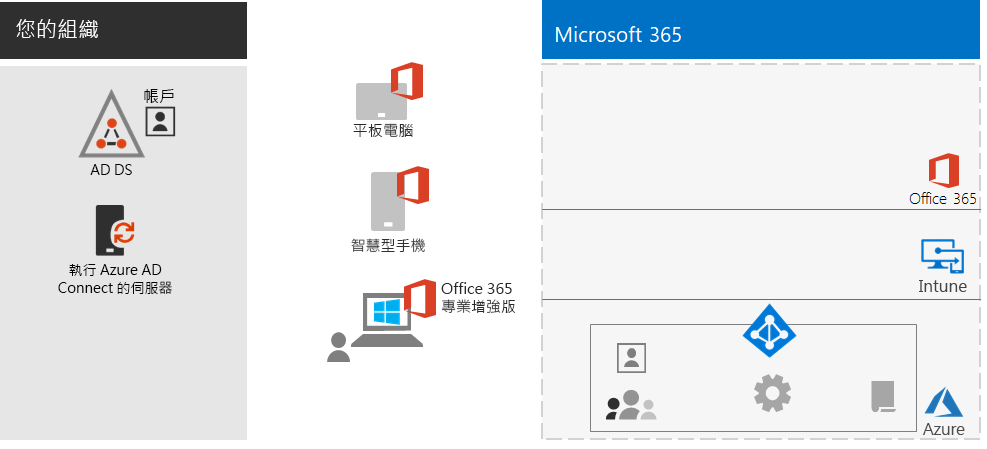 您的組織
帳戶
AD DS
執行 Azure AD
Connect 的伺服器
平板電腦
智慧型手機
Office 365
專業增強版
Microsoft 365
Office 365
Intune
Azure